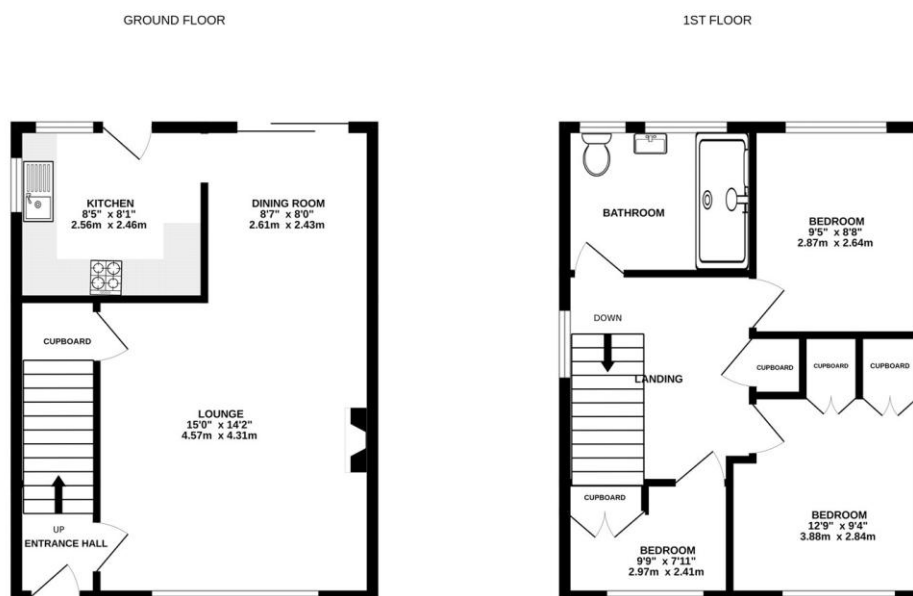 GROUND FLOOR
KITCHEN
8'5" x 8'1"
2.56m x 2.46m
DINING ROOM
8'7" x 8'0"
2.61m x 2.43m
CUPBOARD
LOUNGE
15'0" x 14'2"
4.57m x 4.31m
UP
ENTRANCE HALL
1ST FLOOR
BATHROOM
BEDROOM
9'5" x 8'8"
2.87m x 2.64m
DOWN
LANDING
CUPBOARD
CUPBOARD
CUPBOARD
CUPBOARD
BEDROOM
12'9" x 9'4"
3.88m x 2.84m
BEDROOM
9'9" x 7'11"
2.97m x 2.41m